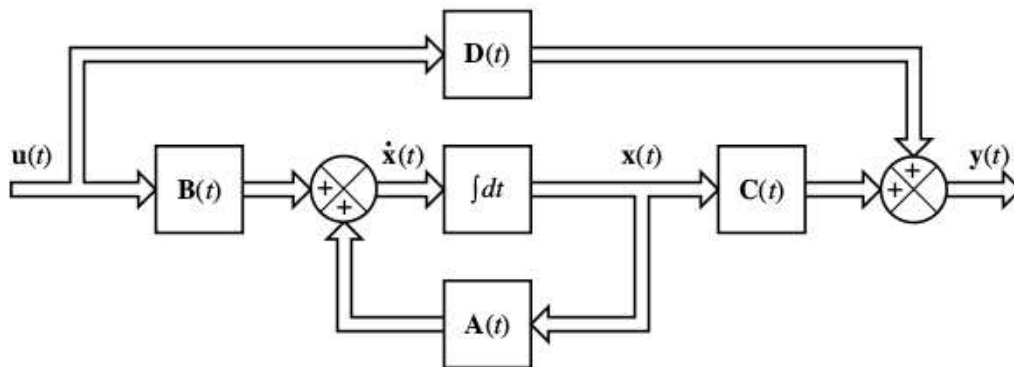 D(t)
u(t)
B(t)
+
+
ẋ(t)
∫dt
x(t)
C(t)
+
+
y(t)
A(t)